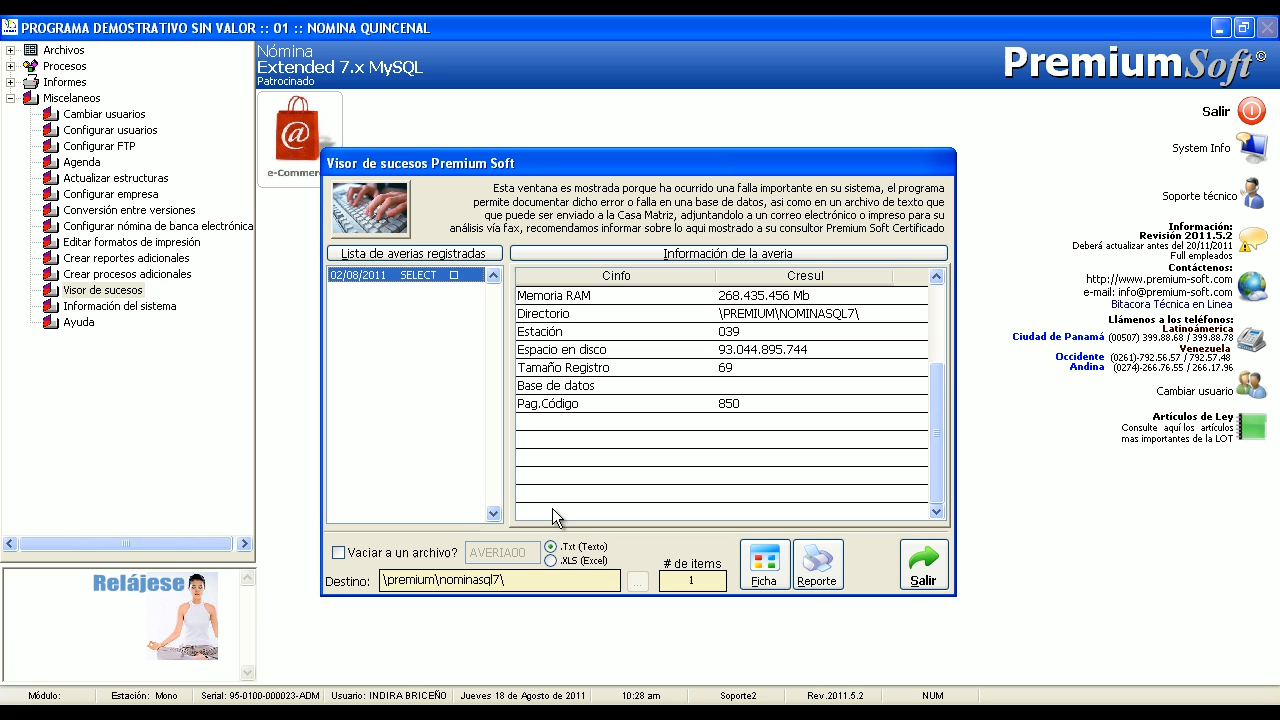 PROGRAMA DEMOSTRATIVO SIN VALOR :: 01 :: NOMINA QUINCENAL
Archivos
Procesos
Informes
Miscelaneos
Cambiar usuarios
Configurar usuarios
Configurar FTP
Agenda
Actualizar estructuras
Configurar empresa
Conversión entre versiones
Configurar nómina de banca electrónica
Editar formatos de impresión
Crear reportes adicionales
Crear procesos adicionales
Visor de sucesos
Información del sistema
Ayuda
Relájese
Nómina
Extended 7.x MySQL
Patrocinado
PremiumSoft©
@
e-Commer
Visor de sucesos Premium Soft
Esta ventana es mostrada porque ha ocurrido una falla importante en su sistema, el programa
permite documentar dicho error o falla en una base de datos, asi como en un archivo de texto que
que puede ser enviado a la Casa Matriz, adjuntandolo a un correo electrónico o impreso para su
análisis vía fax, recomendamos informar sobre lo aqui mostrado a su consultor Premium Soft Certificado
Lista de averias registradas
Información de la averia
02/08/2011 SELECT
Cinfo Cresul
Memoria RAM 268.435.456 Mb
Directorio \PREMIUM\NOMINASQL7\
Estación 039
Espacio en disco 93.044.895.744
Tamaño Registro 69
Base de datos
Pag.Código 850
Vaciar a un archivo? AVERIA00
.Txt (Texto)
.XLS (Excel)
Destino: \premium\nominasql7\
...
# de items
1
Ficha
Reporte
Salir
Salir
System Info
Soporte técnico
Información:
Revisión 2011.5.2
Deberá actualizar antes del 20/11/2011
Full empleados
Contáctenos:
http://www.premium-soft.com
e-mail: info@premium-soft.com
Bitacora Técnica en Linea
Llámenos a los teléfonos:
Latinoámerica
Ciudad de Panamá (00507) 399.88.68 / 399.88.78
Venezuela
Occidente (0261)-792.56.57 / 792.57.48
Andina (0274)-266.76.55 / 266.17.96
Cambiar usuario
Artículos de Ley
Consulte aquí los artículos
mas importantes de la LOT
Módulo: Estación: Mono Serial: 95-0100-000023-ADM Usuario: INDIRA BRICEÑO Jueves 18 de Agosto de 2011 10:28 am Soporte2 Rev.2011.5.2 NUM